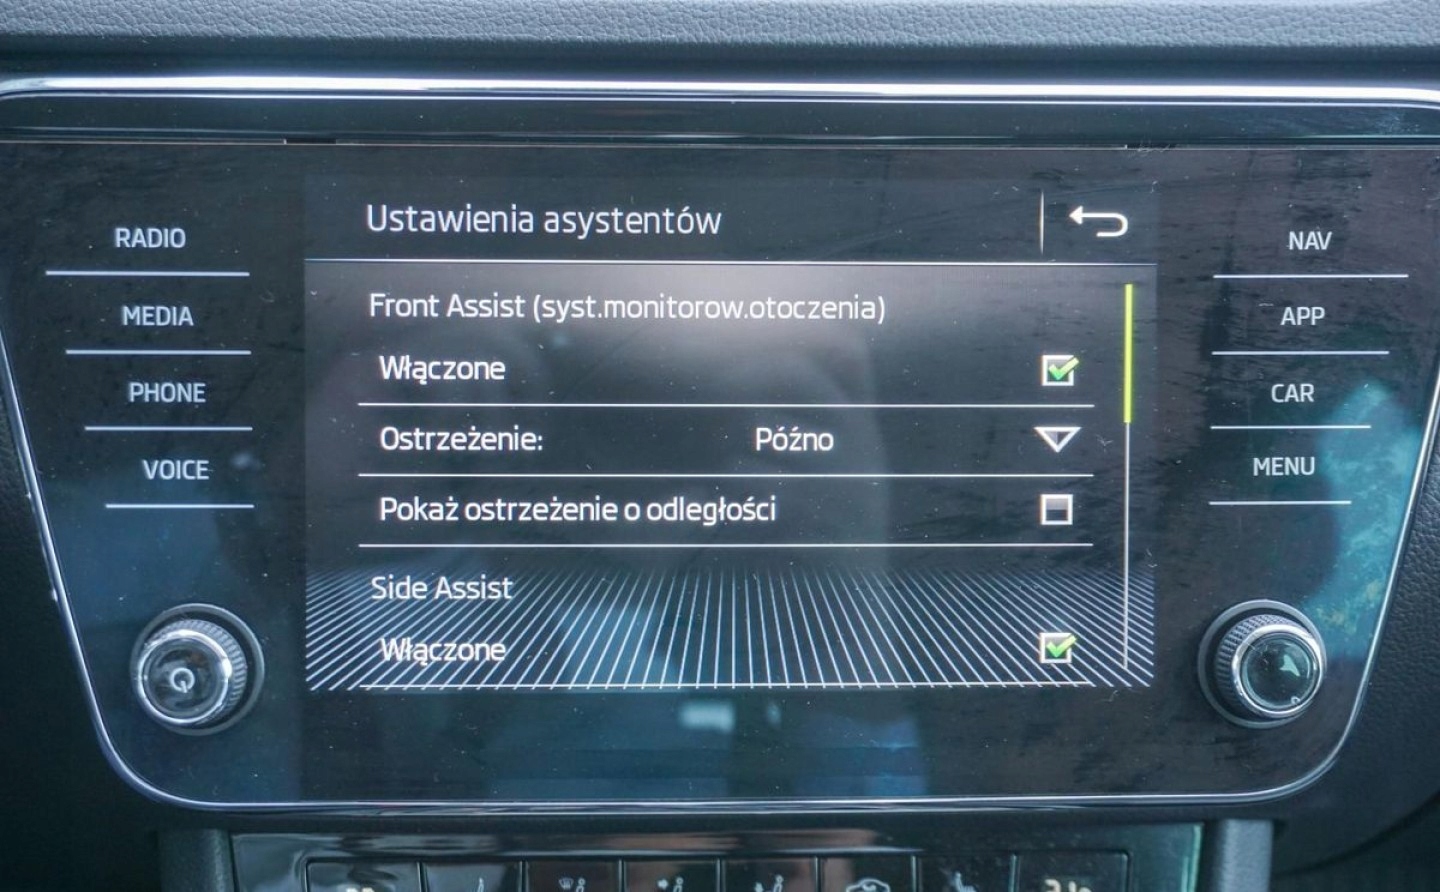 Ustawienia asystentów
RADIO
MEDIA
PHONE
VOICE
Front Assist (syst.monitorow.otoczenia)
Włączone
Ostrzeżenie: Późno
Pokaż ostrzeżenie o odległości
Side Assist
Włączone
NAV
APP
CAR
MENU